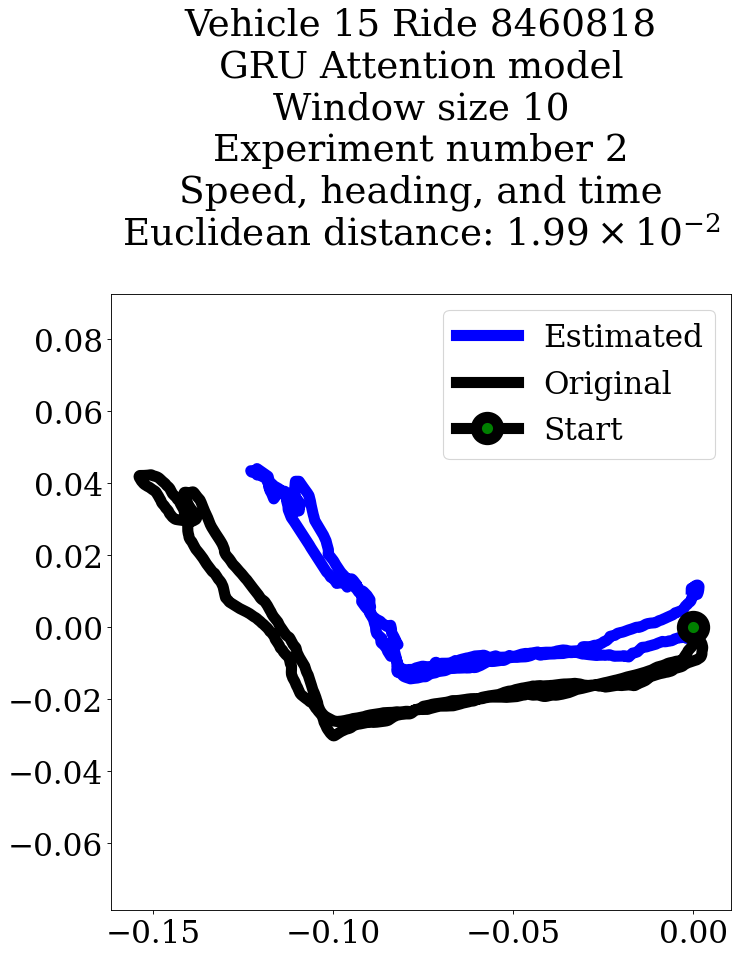 Vehicle 15 Ride 8460818
GRU Attention model
Window size 10
Experiment number 2
Speed, heading, and time
Euclidean distance: 1.99 × 10⁻²
Estimated
Original
Start
0.08
0.06
0.04
0.02
0.00
−0.02
−0.04
−0.06
−0.15 −0.10 −0.05 0.00